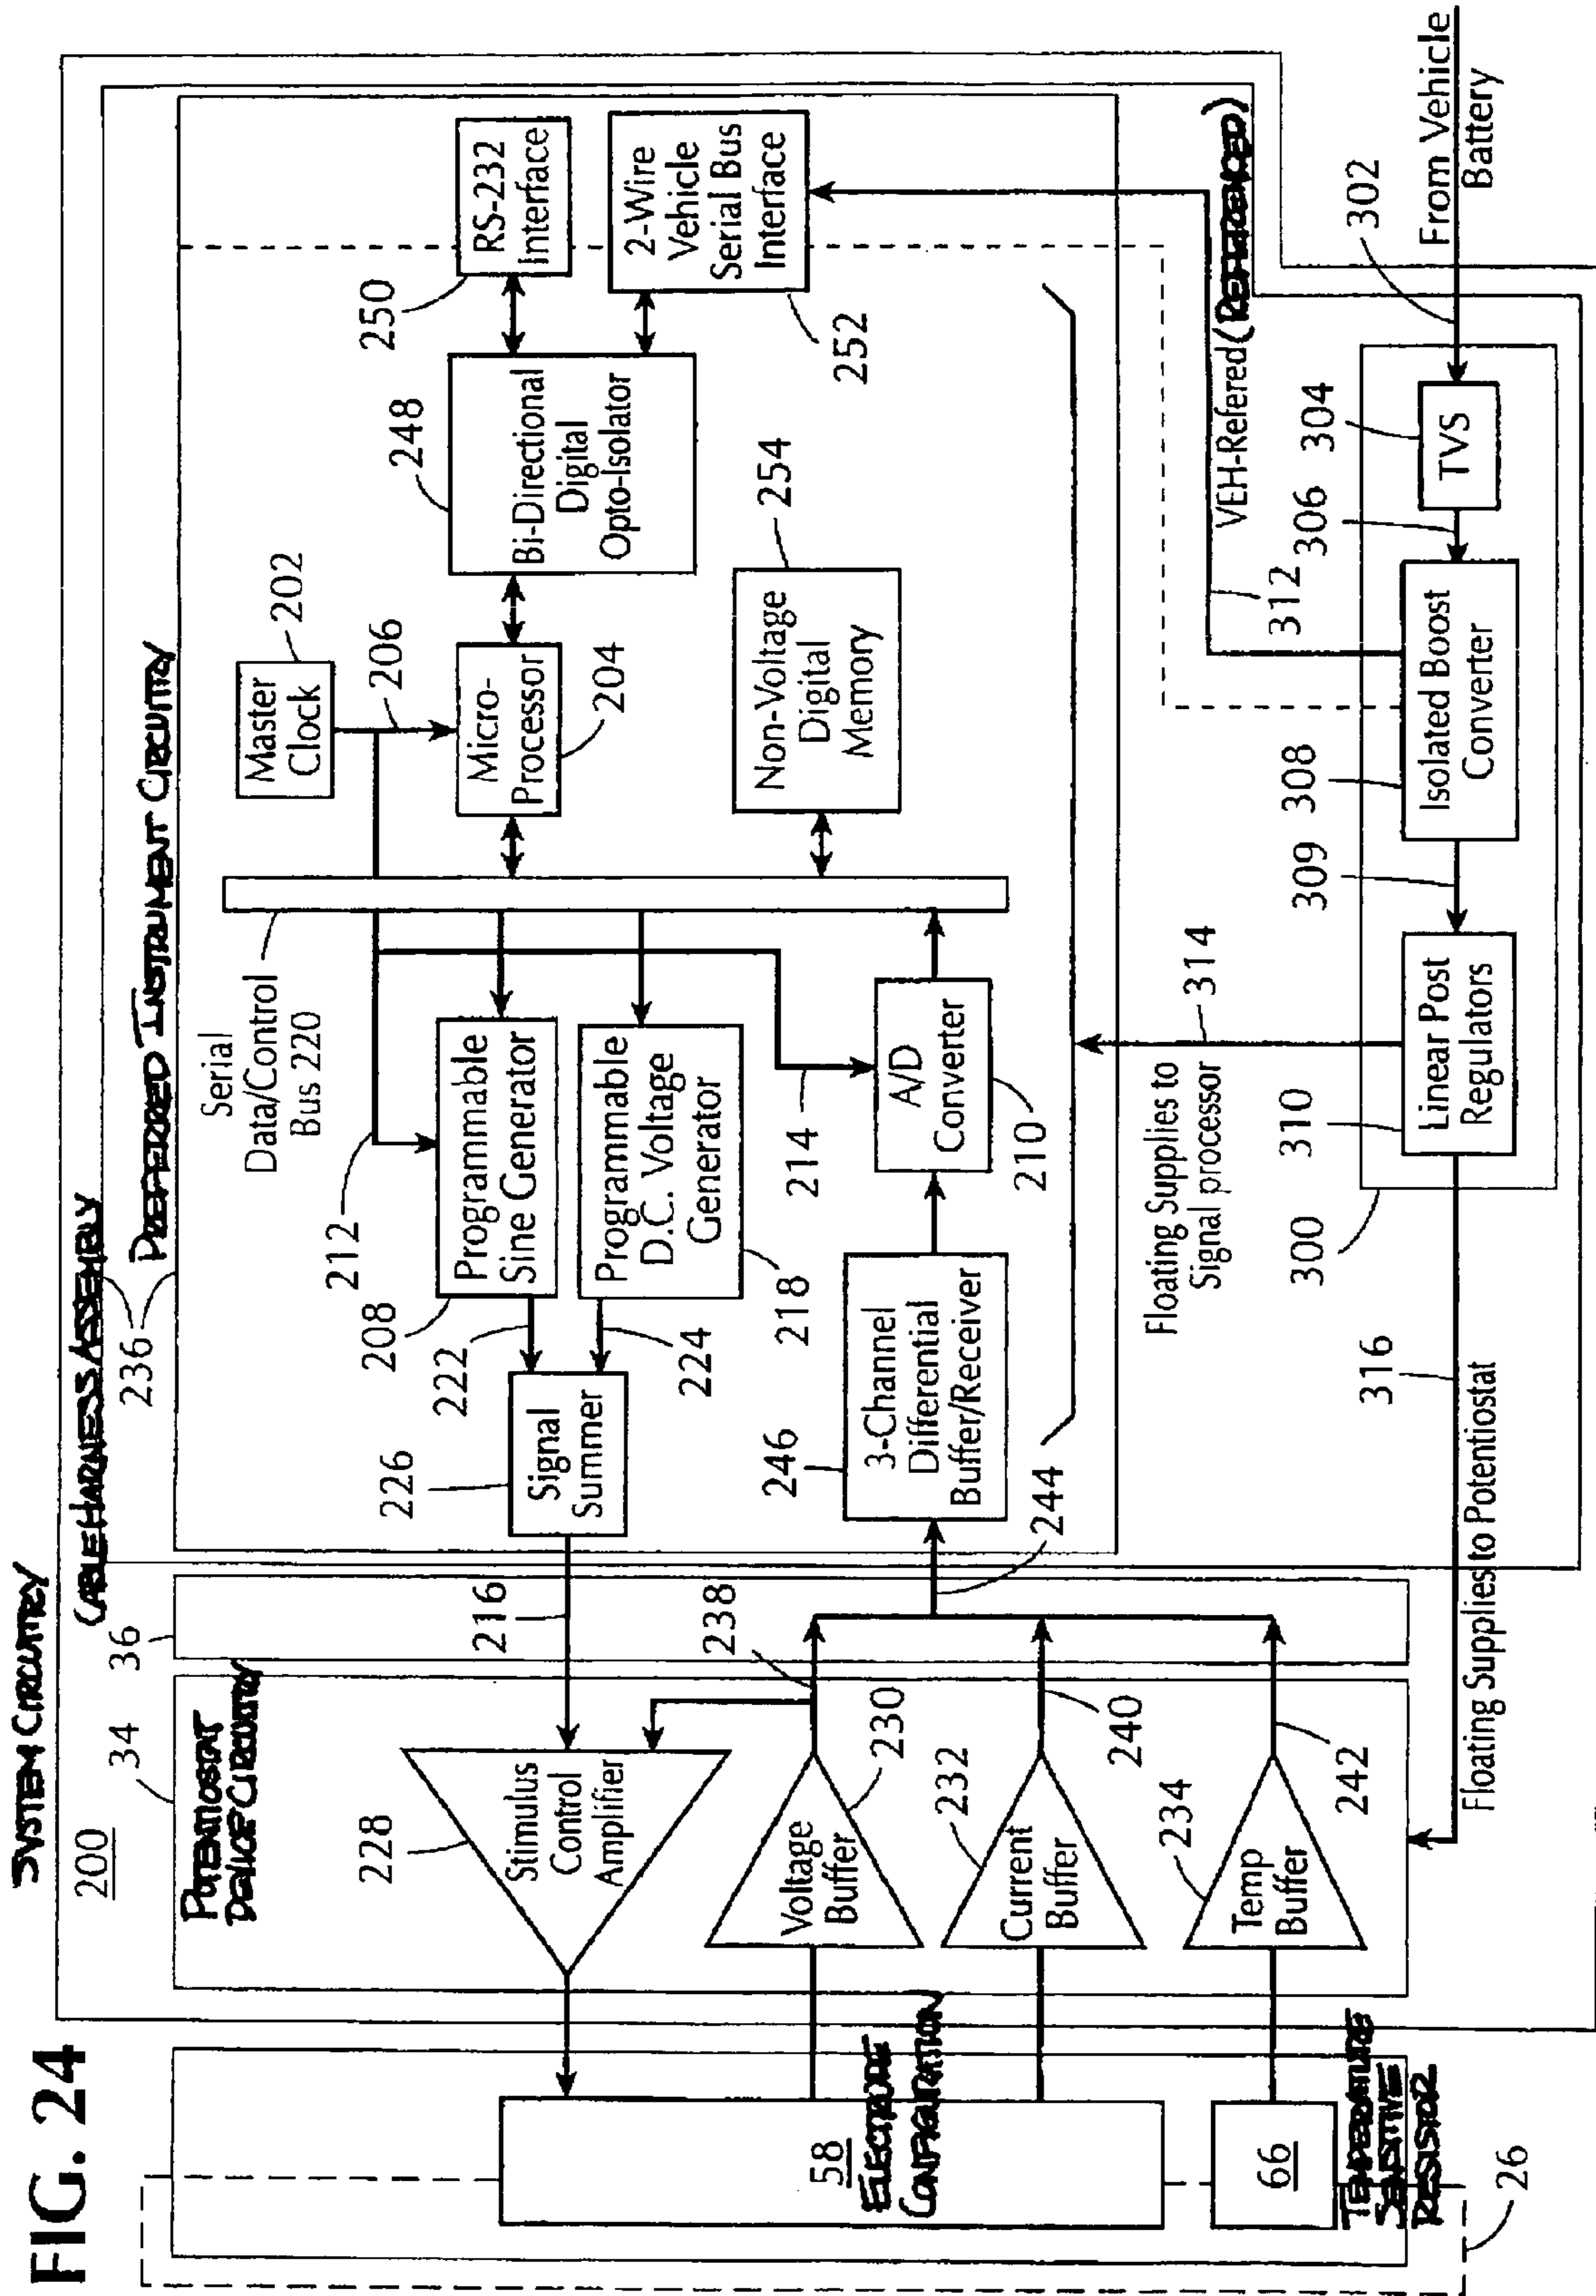 FIG. 24
SYSTEM CIRCUITRY
200
CABLE HARNESS ASSEMBLY
236
PREFERRED INSTRUMENT CIRCUITRY
34
36
POTENTIOSTAT
DEVICE CIRCUITRY
Serial
Data/Control
Bus 220
Master
Clock
202
206
212
Micro-
Processor
204
Bi-Directional
Digital
Opto-Isolator
248
RS-232
Interface
250
2-Wire
Vehicle
Serial Bus
Interface
252
Non-Voltage
Digital
Memory
254
Programmable
Sine Generator
208
222
Programmable
D.C. Voltage
Generator
218
224
Signal
Summer
226
216
Stimulus
Control
Amplifier
228
Voltage
Buffer
230
238
Current
Buffer
232
240
Temp
Buffer
234
242
244
3-Channel
Differential
Buffer/Receiver
246
A/D
Converter
210
214
58
ELECTRODE
CONFIGURATION
66
TEMPERATURE
SENSITIVE
RESISTOR
26
Floating Supplies to
Signal processor
314
VEH-Refered (REFERENCED)
312
From Vehicle
Battery
302
TVS
304
306
Isolated Boost
Converter
308
309
Linear Post
Regulators
310
300
316
Floating Supplies to Potentiostat